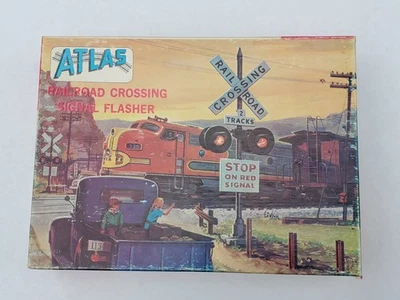 ATLAS
RAILROAD CROSSING
SIGNAL FLASHER
RAIL ROAD
CROSSING
2
TRACKS
STOP
ON RED
SIGNAL